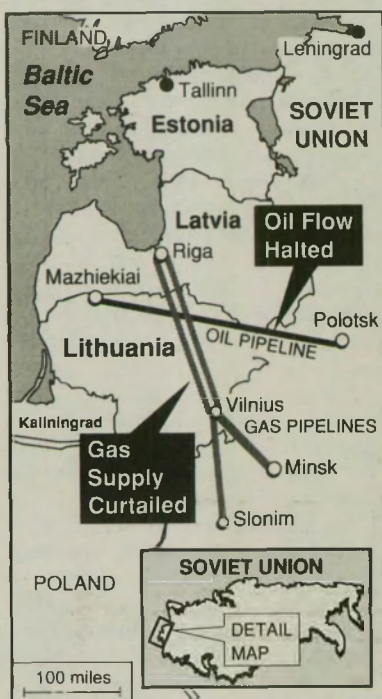 FINLAND
Leningrad
Baltic
Sea
Tallinn
SOVIET
UNION
Estonia
Latvia
Oil Flow
Halted
Riga
Mazhiekiai
Polotsk
OIL PIPELINE
Lithuania
Vilnius
Kaliningrad
GAS PIPELINES
Gas
Supply
Curtailed
Minsk
Slonim
SOVIET UNION
POLAND
DETAIL
MAP
100 miles